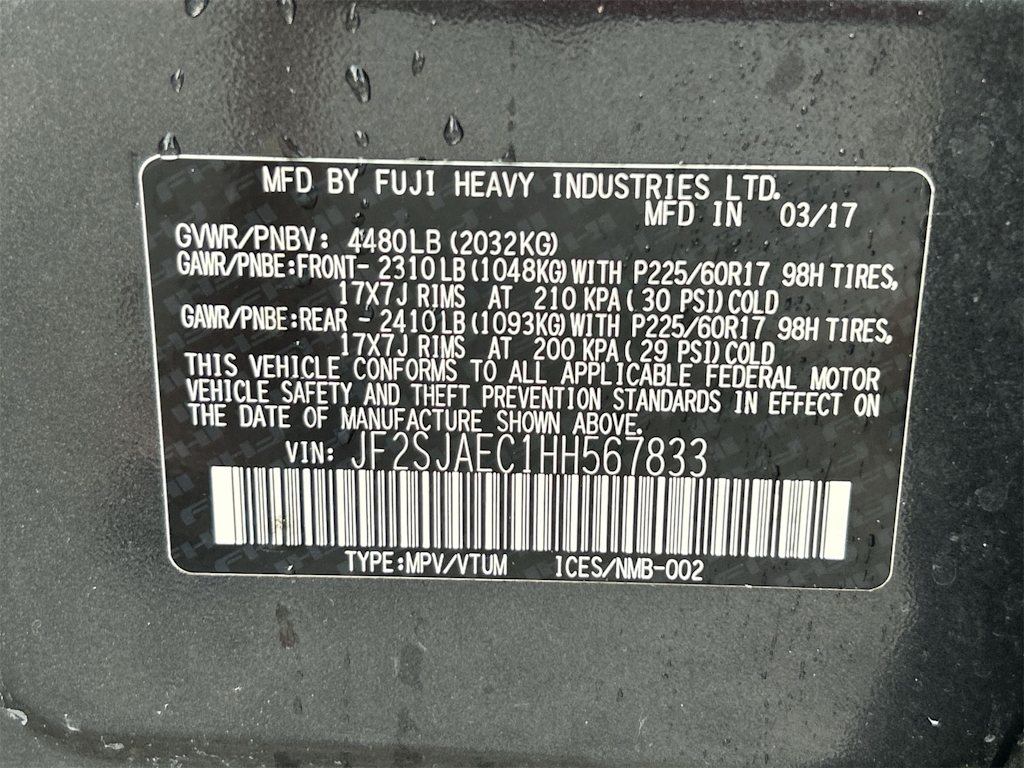 MFD BY FUJI HEAVY INDUSTRIES LTD.
MFD IN 03/17
GVWR/PNBV: 4480LB (2032KG)
GAWR/PNBE:FRONT- 2310LB (1048KG) WITH P225/60R17 98H TIRES,
17X7J RIMS AT 210 KPA ( 30 PSI) COLD
GAWR/PNBE:REAR - 2410LB (1093KG) WITH P225/60R17 98H TIRES,
17X7J RIMS AT 200 KPA ( 29 PSI) COLD
THIS VEHICLE CONFORMS TO ALL APPLICABLE FEDERAL MOTOR
VEHICLE SAFETY AND THEFT PREVENTION STANDARDS IN EFFECT ON
THE DATE OF MANUFACTURE SHOWN ABOVE.
VIN: JF2SJAEC1HH567833
TYPE:MPV/VTUM ICES/NMB-002